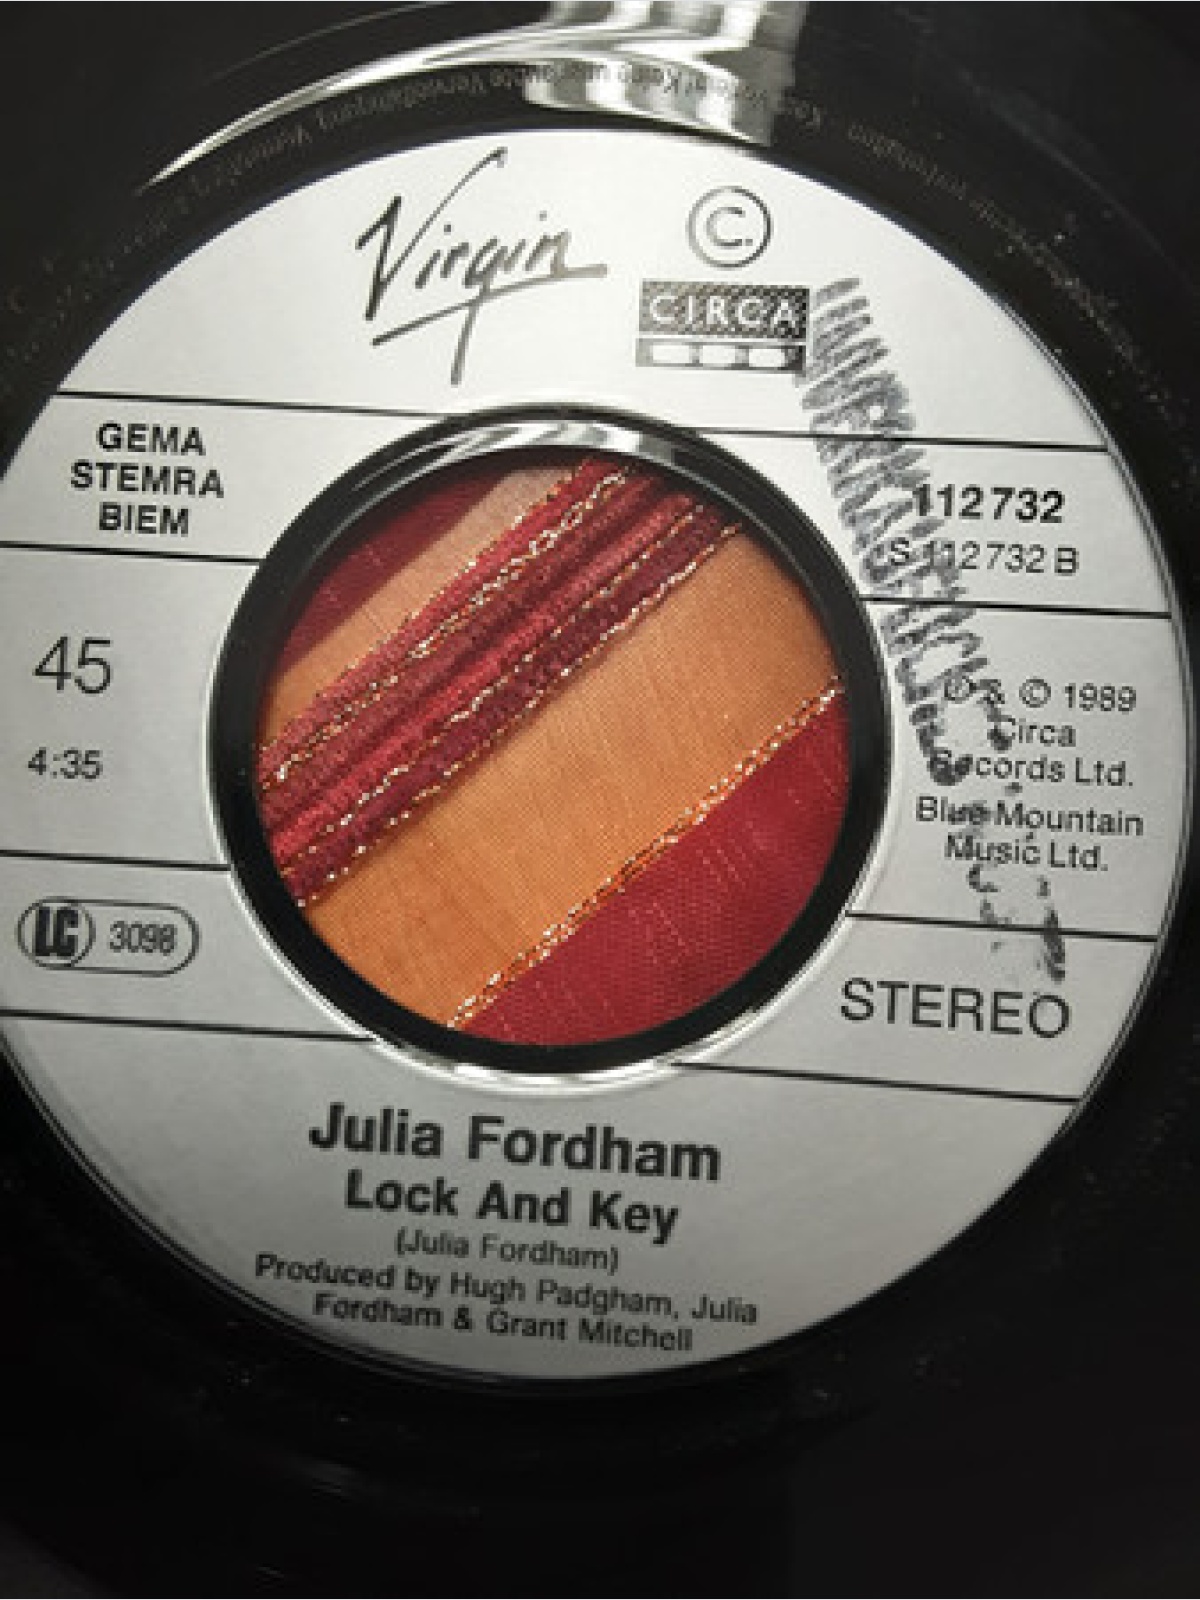 Virgin
C.
CIRCA
GEMA
STEMRA
BIEM
112732
S 112732 B
45
4:35
℗ & © 1989
Circa
Records Ltd.
Blue Mountain
Music Ltd.
LC 3098
STEREO
Julia Fordham
Lock And Key
(Julia Fordham)
Produced by Hugh Padgham, Julia
Fordham & Grant Mitchell